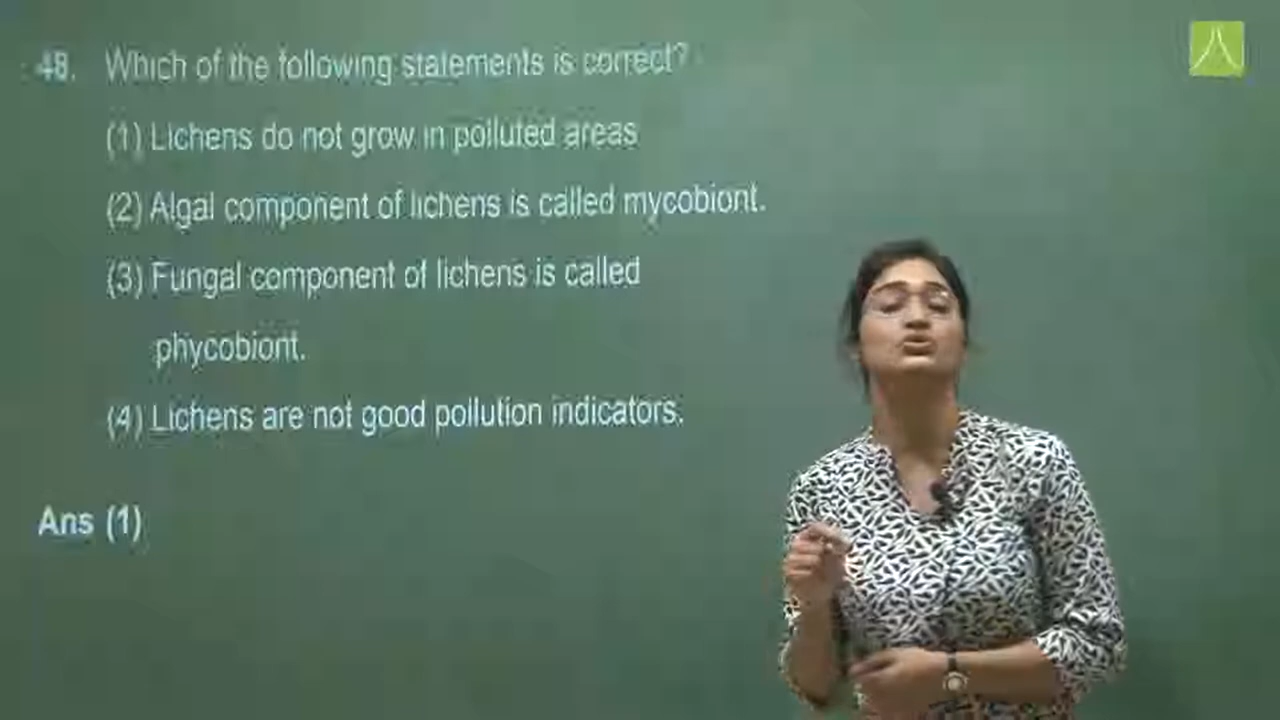 48. Which of the following statements is correct?
(1) Lichens do not grow in polluted areas
(2) Algal component of lichens is called mycobiont.
(3) Fungal component of lichens is called
phycobiont.
(4) Lichens are not good pollution indicators.
Ans (1)